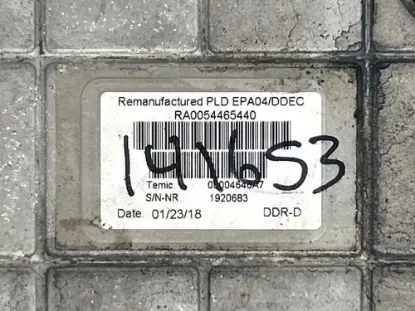 Remanufactured PLD EPA04/DDEC
RA0054465440
141653
Temic.
S/N-NR 1920683
Date. 01/23/18 DDR-D